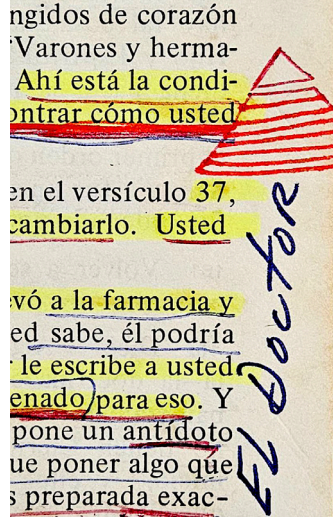 ngidos de corazón
“Varones y herma-
Ahí está la condi-
ontrar cómo usted
en el versículo 37,
cambiarlo. Usted
evó a la farmacia y
ed sabe, él podría
le escribe a usted
enado para eso. Y
pone un antídoto
ue poner algo que
s preparada exac-
EL DOCTOR